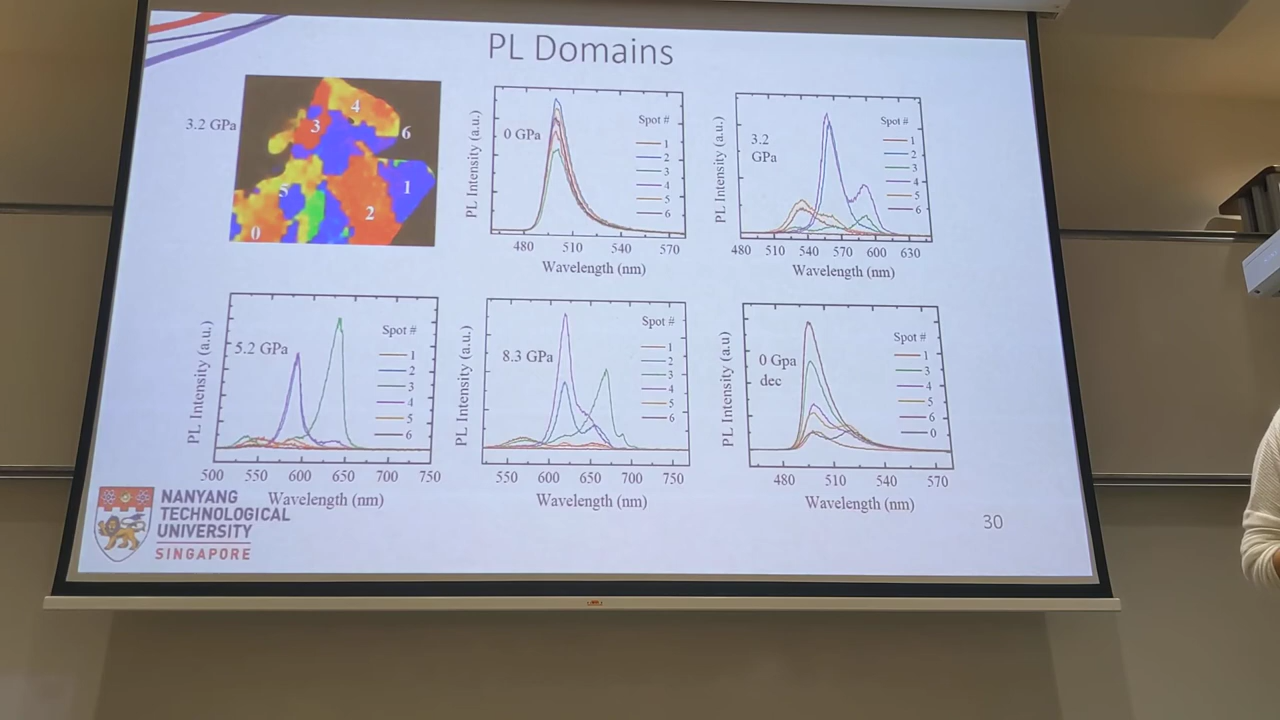 PL Domains
3.2 GPa
4
3
6
5
1
2
0
PL Intensity (a.u.)
0 GPa
Spot #
1
2
3
4
5
6
480 510 540 570
Wavelength (nm)
PL Intensity (a.u.)
3.2
GPa
Spot #
1
2
3
4
5
6
480 510 540 570 600 630
Wavelength (nm)
PL Intensity (a.u.)
5.2 GPa
Spot #
1
2
3
4
5
6
500 550 600 650 700 750
Wavelength (nm)
PL Intensity (a.u.)
8.3 GPa
Spot #
1
2
3
4
5
6
550 600 650 700 750
Wavelength (nm)
PL Intensity (a.u)
0 Gpa
dec
Spot #
1
3
4
5
6
0
480 510 540 570
Wavelength (nm)
NANYANG
TECHNOLOGICAL
UNIVERSITY
SINGAPORE
30